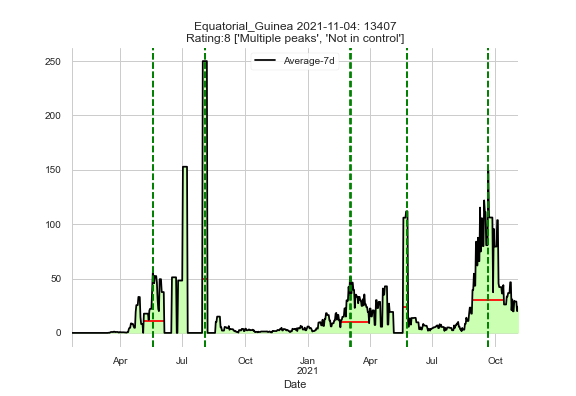 Equatorial_Guinea 2021-11-04: 13407
Rating:8 ['Multiple peaks', 'Not in control']
Average-7d
250
200
150
100
50
0
Apr Jul Oct Jan Apr Jul Oct
2021
Date